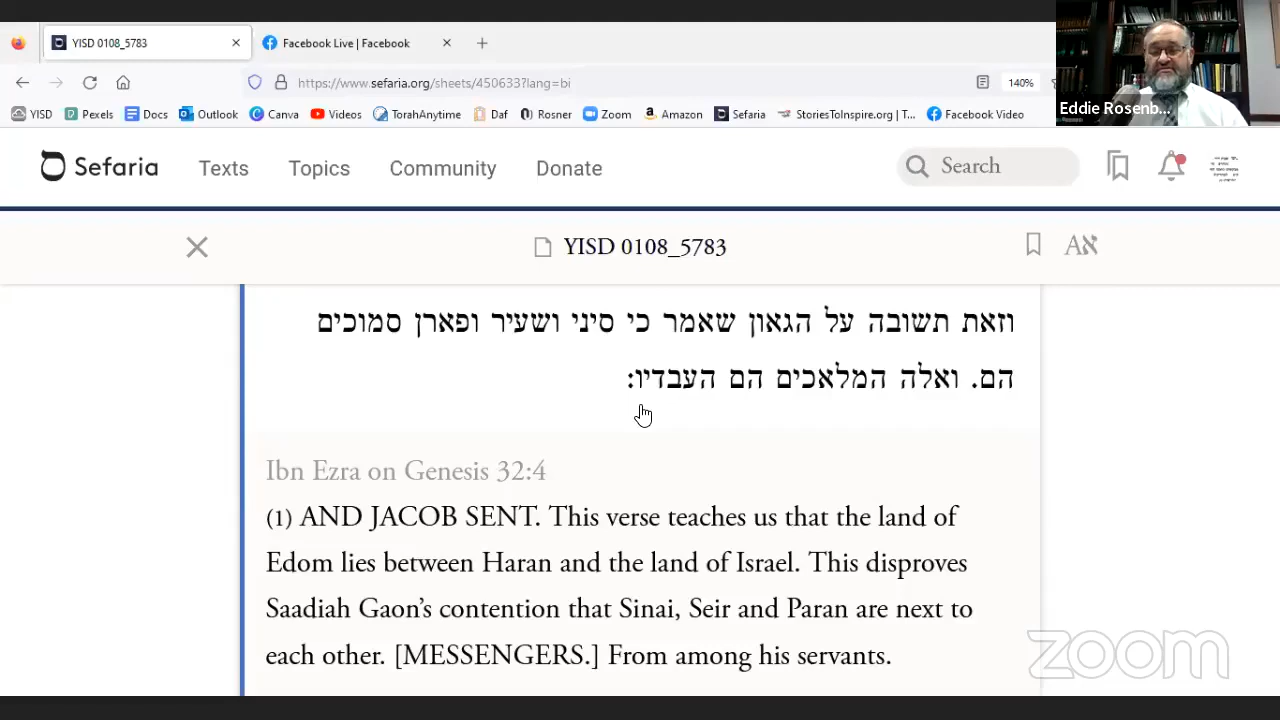 YISD 0108_5783
Facebook Live | Facebook
https://www.sefaria.org/sheets/450633?lang=bi
140%
YISD
Pexels
Docs
Outlook
Canva
Videos
TorahAnytime
Daf
Rosner
Zoom
Amazon
Sefaria
StoriesToInspire.org | T...
Facebook Video
Eddie Rosenb...
Sefaria
Texts
Topics
Community
Donate
Search
YISD 0108_5783
Aא
וזאת תשובה על הגאון שאמר כי סיני ושעיר ופארן סמוכים
הם. ואלה המלאכים הם העבדיו:
Ibn Ezra on Genesis 32:4
(1) AND JACOB SENT. This verse teaches us that the land of
Edom lies between Haran and the land of Israel. This disproves
Saadiah Gaon’s contention that Sinai, Seir and Paran are next to
each other. [MESSENGERS.] From among his servants.
zoom